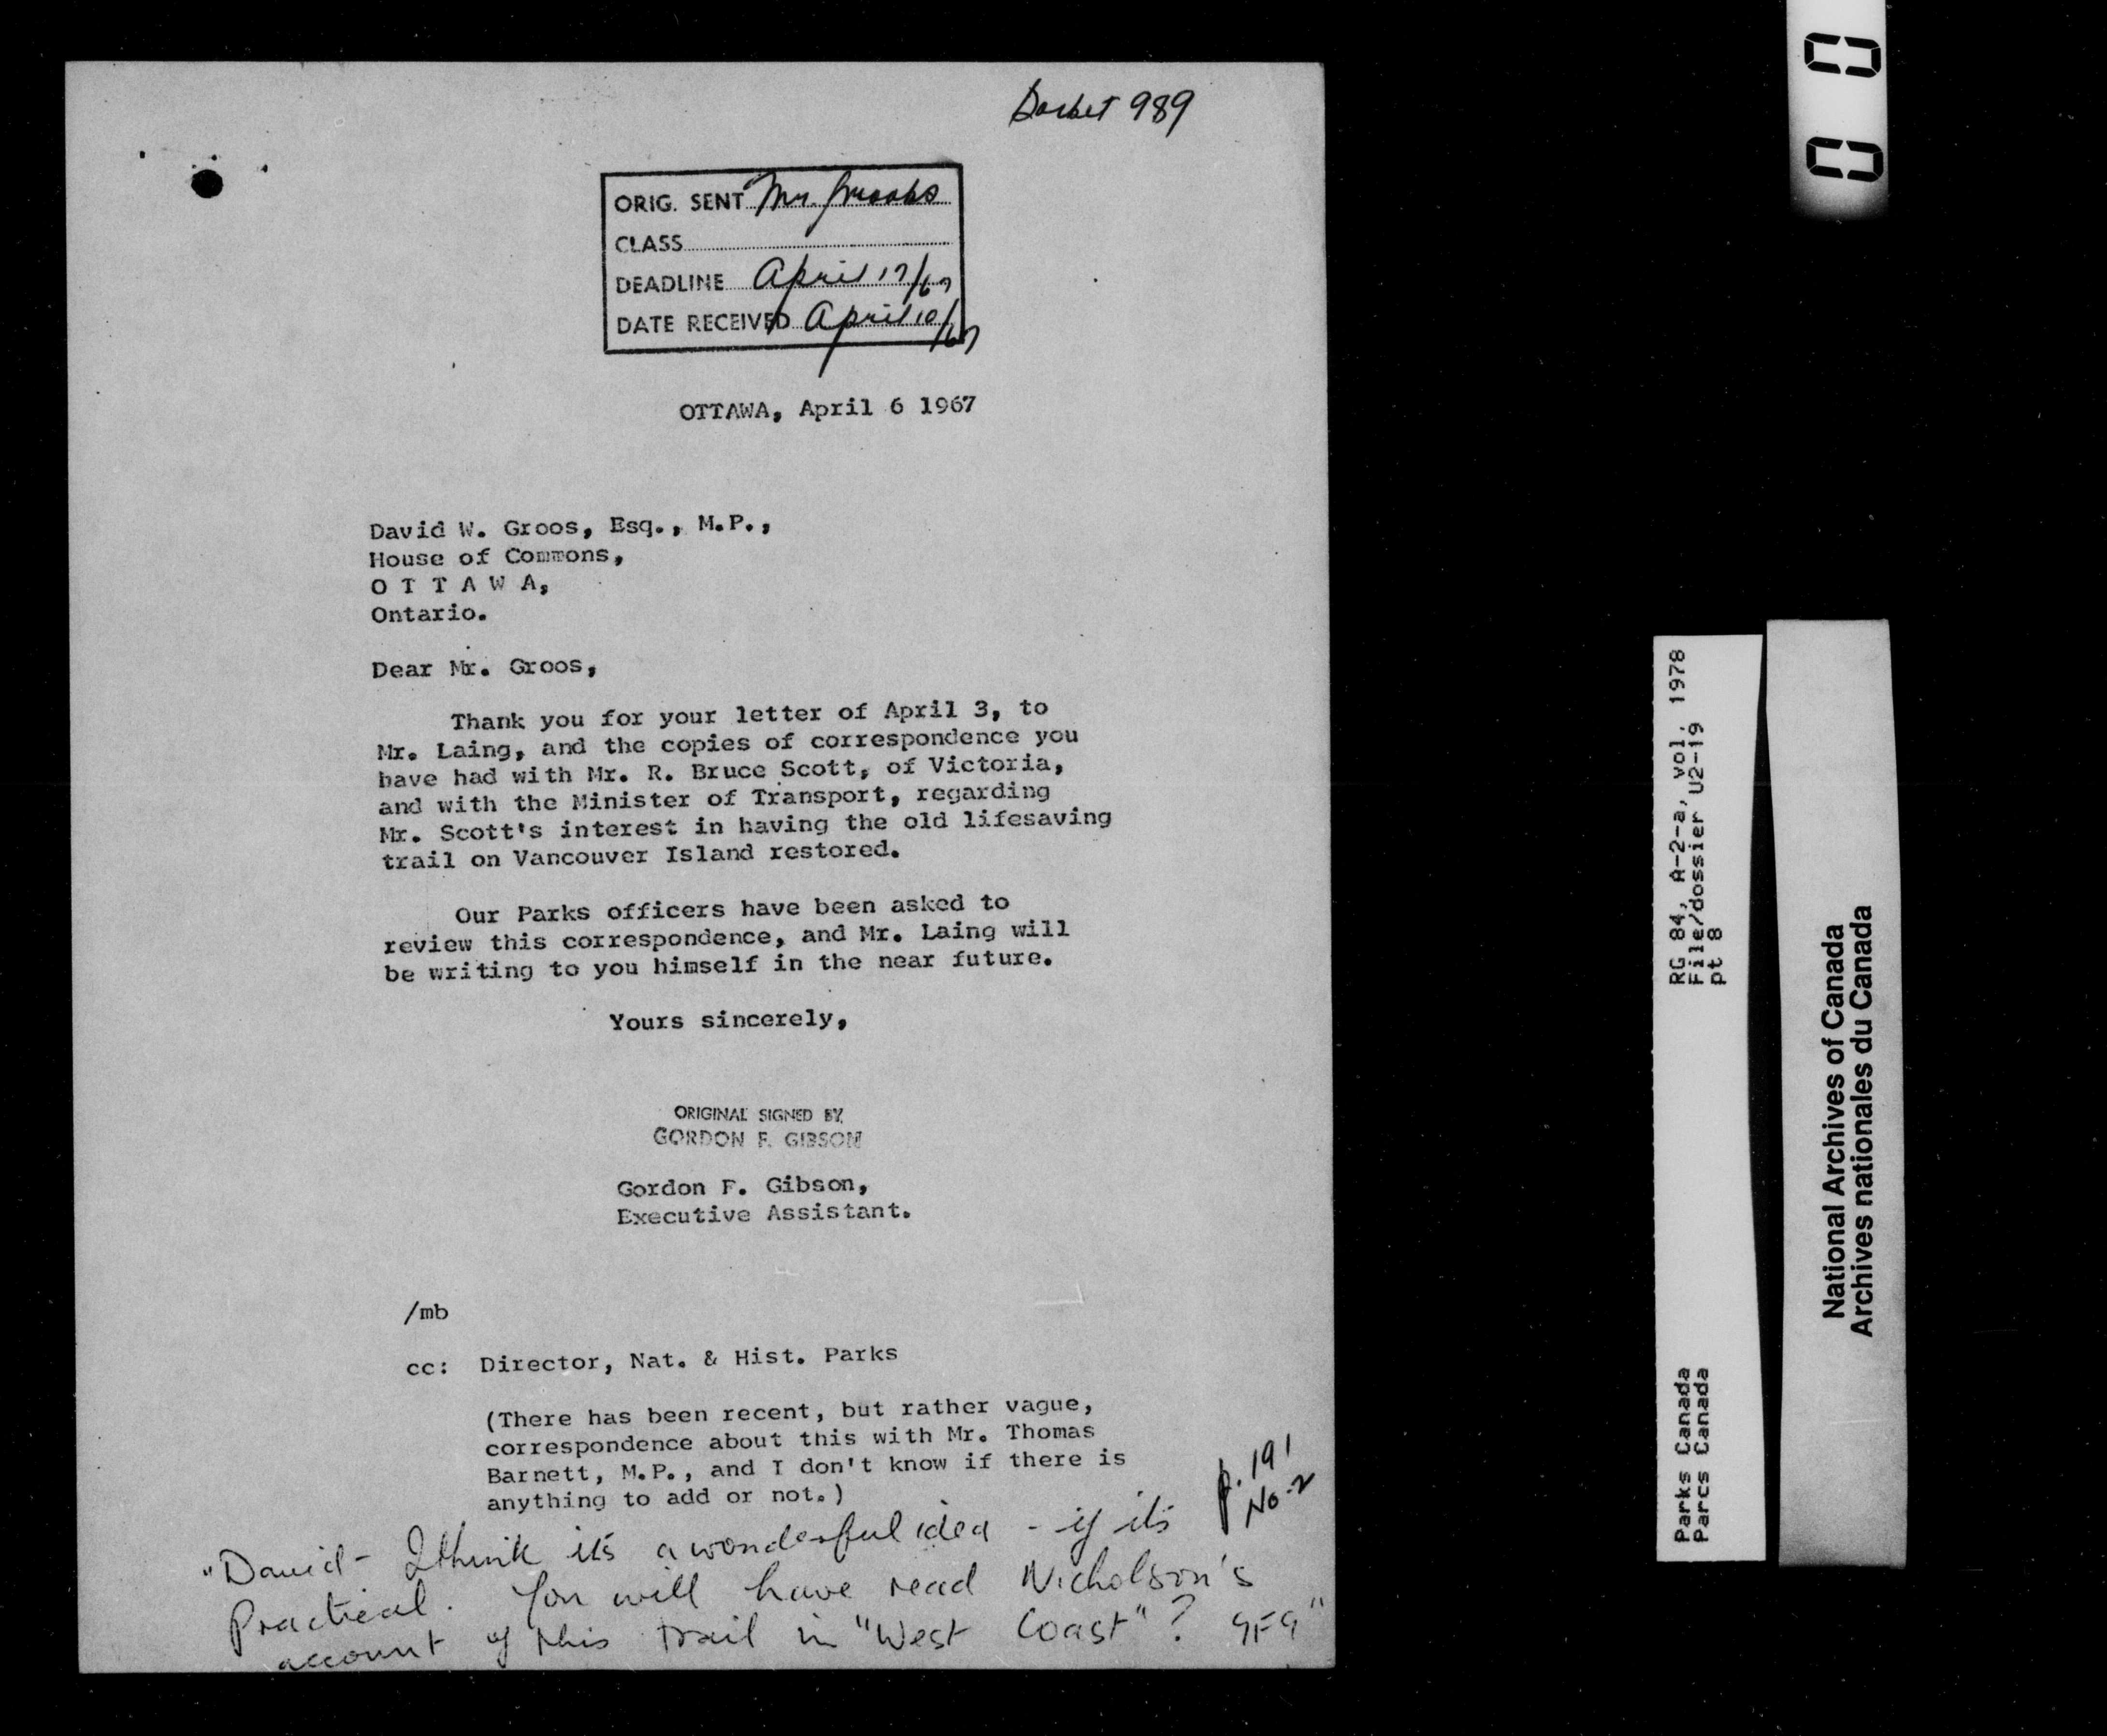 Docket 989
ORIG. SENT Mr. Groos
CLASS
DEADLINE April 17/67
DATE RECEIVED April 10/67
OTTAWA, April 6 1967
David W. Groos, Esq., M.P.,
House of Commons,
O T T A W A,
Ontario.
Dear Mr. Groos,
Thank you for your letter of April 3, to
Mr. Laing, and the copies of correspondence you
have had with Mr. R. Bruce Scott, of Victoria,
and with the Minister of Transport, regarding
Mr. Scott's interest in having the old lifesaving
trail on Vancouver Island restored.
Our Parks officers have been asked to
review this correspondence, and Mr. Laing will
be writing to you himself in the near future.
Yours sincerely,
ORIGINAL SIGNED BY
GORDON F. GIBSON
Gordon F. Gibson,
Executive Assistant.
/mb
cc: Director, Nat. & Hist. Parks
(There has been recent, but rather vague,
correspondence about this with Mr. Thomas
Barnett, M.P., and I don't know if there is
anything to add or not.)
p. 191
No. 2
"David - I think its a wonderful idea - if its
Practical. You will have read Nicholson's
account of this trail in "West Coast"? GFG"
RG 84, A-2-a, vol. 1978
File/dossier U2-19
pt 8
Parks Canada
Parcs Canada
National Archives of Canada
Archives nationales du Canada